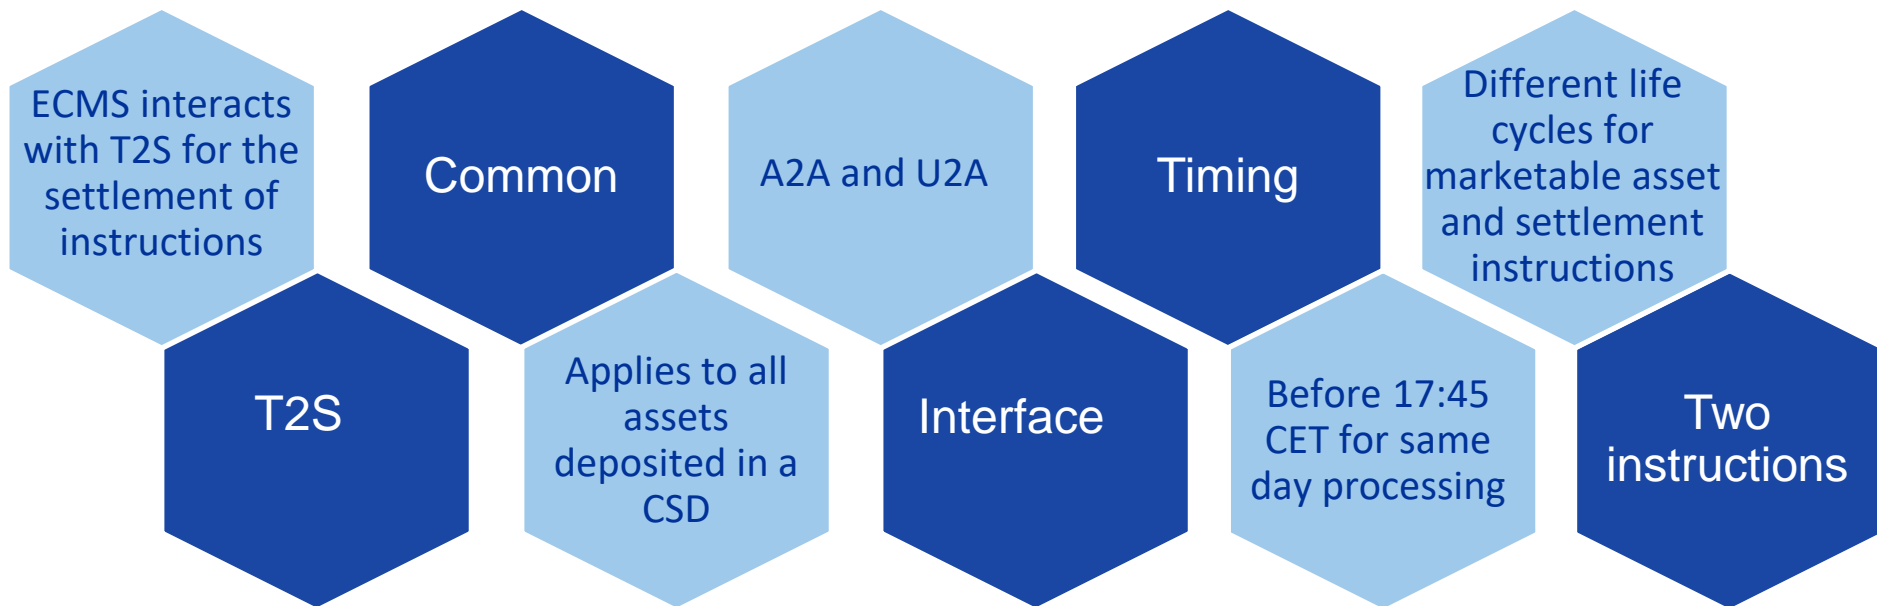 ECMS interacts
with T2S for the
settlement of
instructions
T2S
Common
Applies to all
assets
deposited in a
CSD
A2A and U2A
Interface
Timing
Before 17:45
CET for same
day processing
Different life
cycles for
marketable asset
and settlement
instructions
Two
instructions